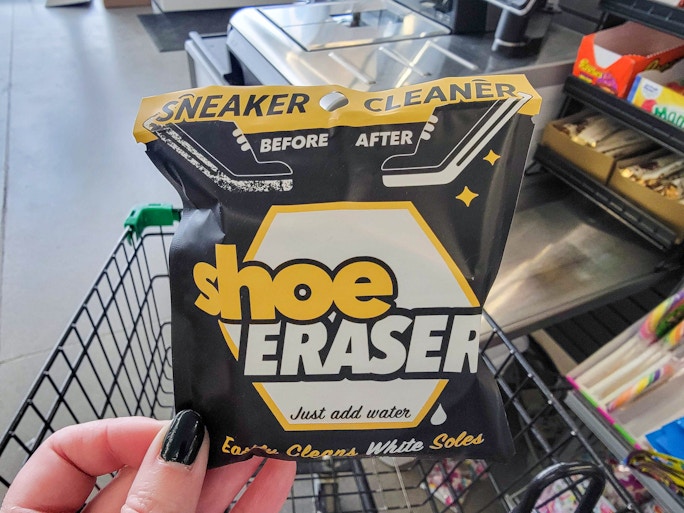 SNEAKER CLEANER
BEFORE AFTER
shoe
ERASER
Just add water
Easily Cleans White Soles